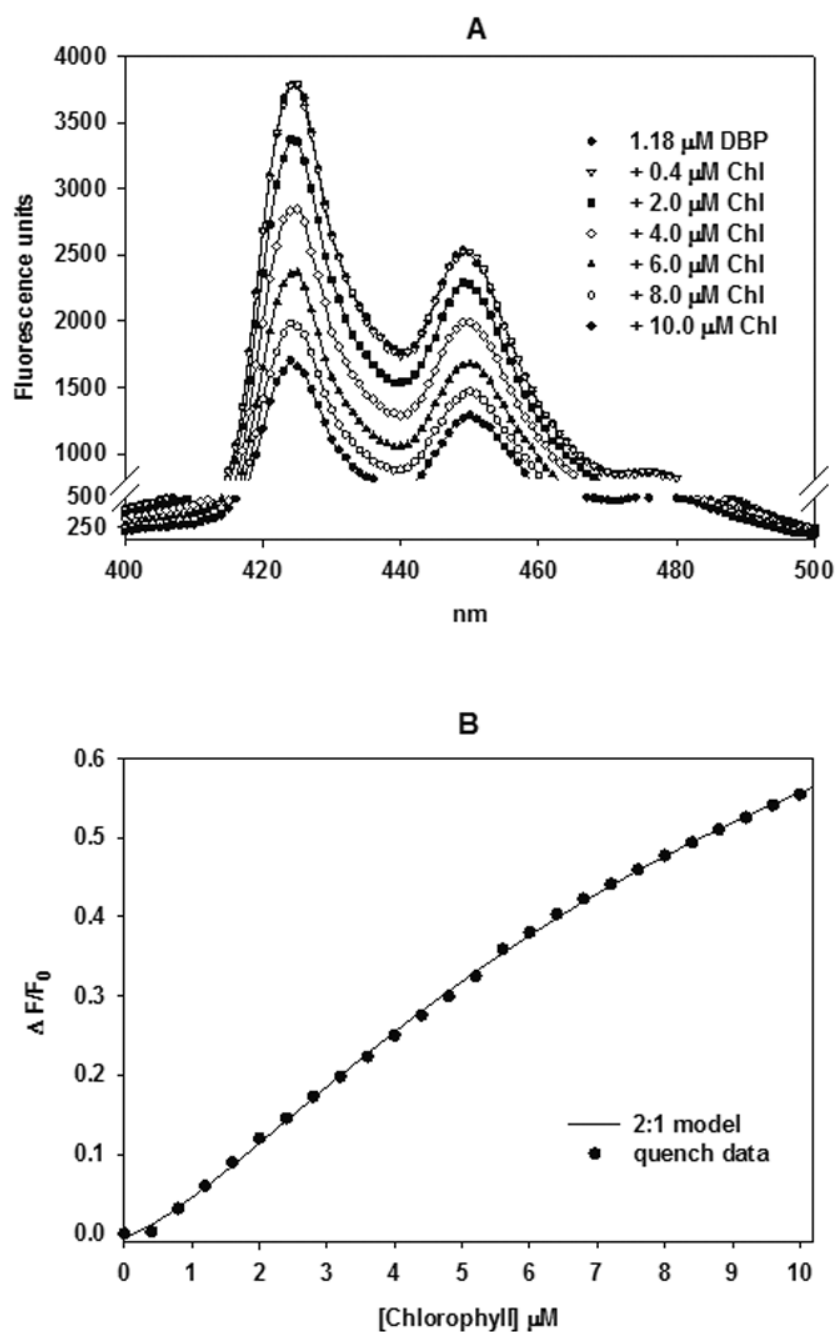 A
4000
3500
3000
2500
2000
1500
1000
500
250
Fluorescence units
1.18 μM DBP
+ 0.4 μM Chl
+ 2.0 μM Chl
+ 4.0 μM Chl
+ 6.0 μM Chl
+ 8.0 μM Chl
+ 10.0 μM Chl
400 420 440 460 480 500
nm
B
0.6
0.5
0.4
0.3
0.2
0.1
0.0
Δ F/F0
2:1 model
quench data
0 1 2 3 4 5 6 7 8 9 10
[Chlorophyll] μM